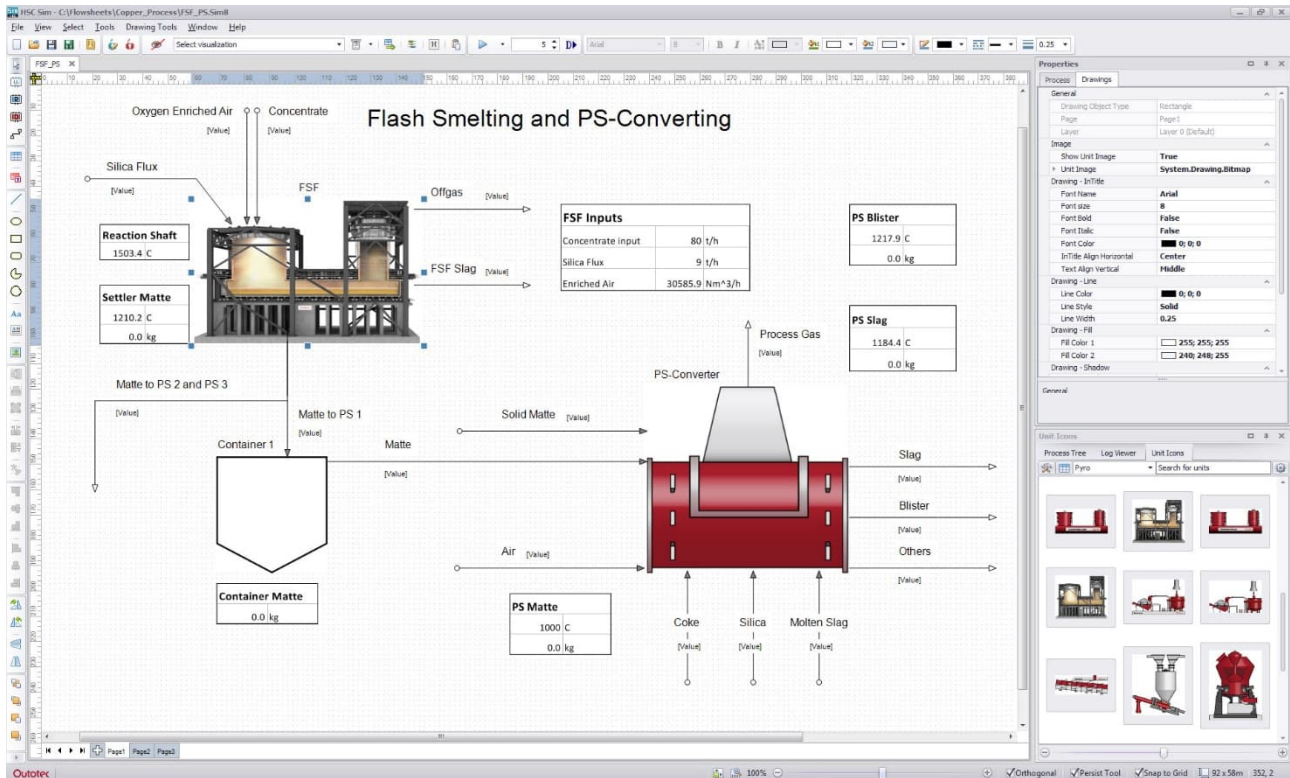 HSC Sim - C:\Flowsheets\Copper_Process\FSF_PS.Sim8
File View Select Tools Drawing Tools Window Help
Select visualization 5 Arial 8 B I 0.25
FSF_PS
Properties
Process Drawings
General
Drawing Object Type Rectangle
Page Page1
Layer Layer 0 (Default)
Image
Show Unit Image True
Unit Image System.Drawing.Bitmap
Drawing - InTitle
Font Name Arial
Font size 8
Font Bold False
Font Italic False
Font Color 0; 0; 0
InTitle Align Horizontal Center
Text Align Vertical Middle
Drawing - Line
Line Color 0; 0; 0
Line Style Solid
Line Width 0.25
Drawing - Fill
Fill Color 1 255; 255; 255
Fill Color 2 240; 248; 255
Drawing - Shadow
General
Flash Smelting and PS-Converting
Oxygen Enriched Air
[Value]
Concentrate
[Value]
Silica Flux
[Value]
FSF
Offgas
[Value]
FSF Slag
[Value]
Reaction Shaft
1503.4 C
Settler Matte
1210.2 C
0.0 kg
FSF Inputs
Concentrate input 80 t/h
Silica Flux 9 t/h
Enriched Air 30585.9 Nm^3/h
PS Blister
1217.9 C
0.0 kg
PS Slag
1184.4 C
0.0 kg
Process Gas
[Value]
PS-Converter
Matte to PS 2 and PS 3
[Value]
Matte to PS 1
[Value]
Container 1
Solid Matte
[Value]
Matte
[Value]
Slag
[Value]
Blister
[Value]
Others
[Value]
Air
[Value]
Container Matte
0.0 kg
PS Matte
1000 C
0.0 kg
Coke
[Value]
Silica
[Value]
Molten Slag
[Value]
Unit Icons
Process Tree Log Viewer Unit Icons
Pyro Search for units
Page1 Page2 Page3
Outotec 100% Orthogonal Persist Tool Snap to Grid 92 x 58m 352, 2